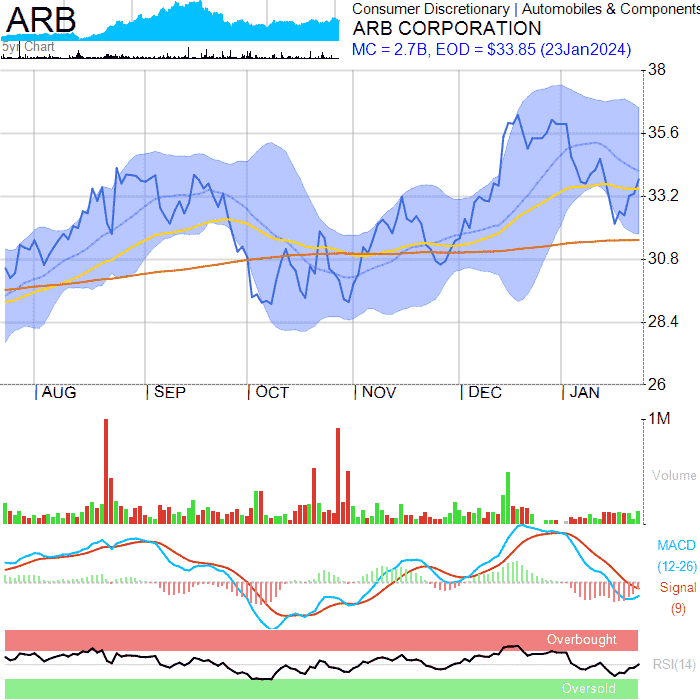 ARB
5yr Chart
Consumer Discretionary | Automobiles & Components
ARB CORPORATION
MC = 2.7B, EOD = $33.85 (23Jan2024)
38
35.6
33.2
30.8
28.4
26
| AUG | SEP | OCT | NOV | DEC | JAN
1M
Volume
MACD
(12-26)
Signal
(9)
Overbought
RSI(14)
Oversold